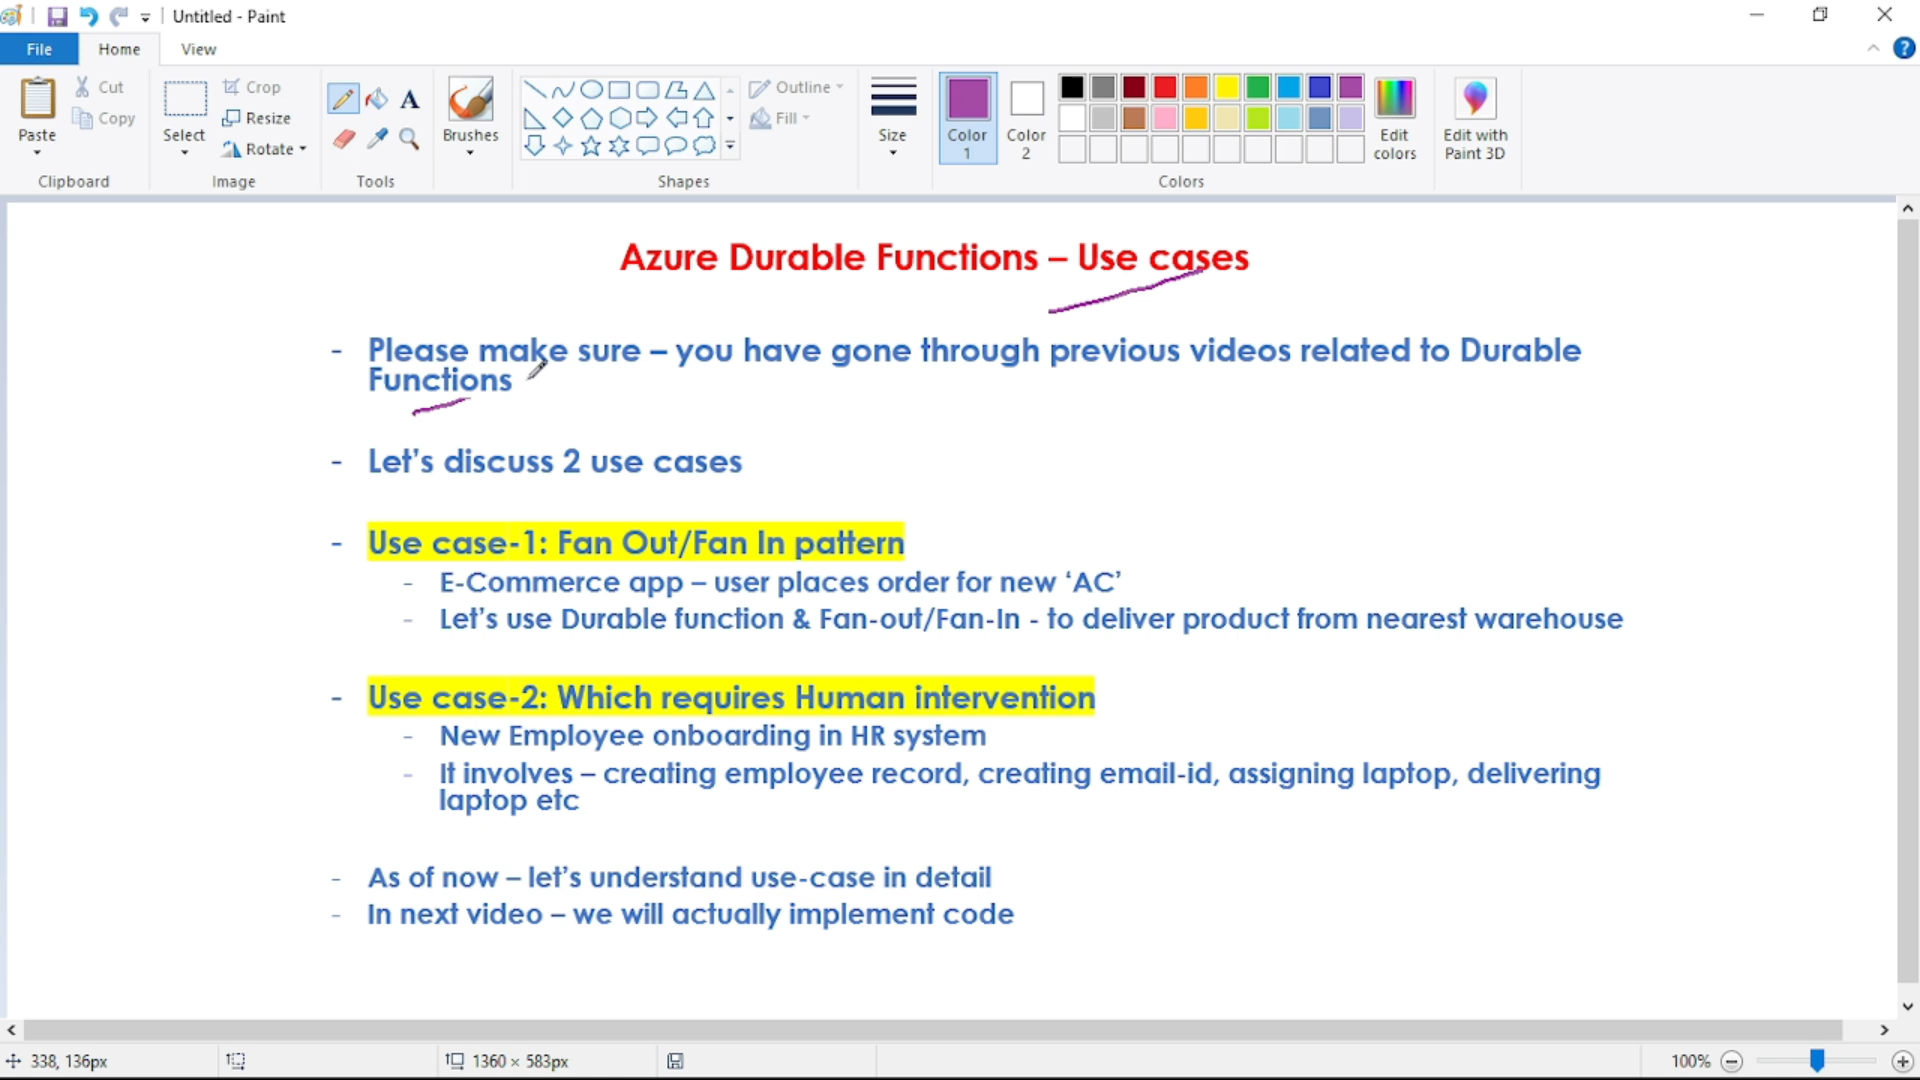 Untitled - Paint
File Home View
Paste
Cut
Copy
Clipboard
Select
Crop
Resize
Rotate
Image
A
Tools
Brushes
Outline
Fill
Shapes
Size
Color 1
Color 2
Edit colors
Edit with Paint 3D
Colors
Azure Durable Functions – Use cases
- Please make sure – you have gone through previous videos related to Durable
Functions
- Let’s discuss 2 use cases
- Use case-1: Fan Out/Fan In pattern
- E-Commerce app – user places order for new ‘AC’
- Let’s use Durable function & Fan-out/Fan-In - to deliver product from nearest warehouse
- Use case-2: Which requires Human intervention
- New Employee onboarding in HR system
- It involves – creating employee record, creating email-id, assigning laptop, delivering
laptop etc
- As of now – let’s understand use-case in detail
- In next video – we will actually implement code
338, 136px
1360 × 583px
100%